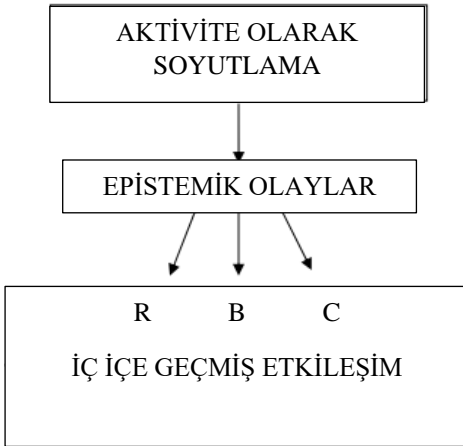 AKTİVİTE OLARAK
SOYUTLAMA
EPİSTEMİK OLAYLAR
R B C
İÇ İÇE GEÇMİŞ ETKİLEŞİM